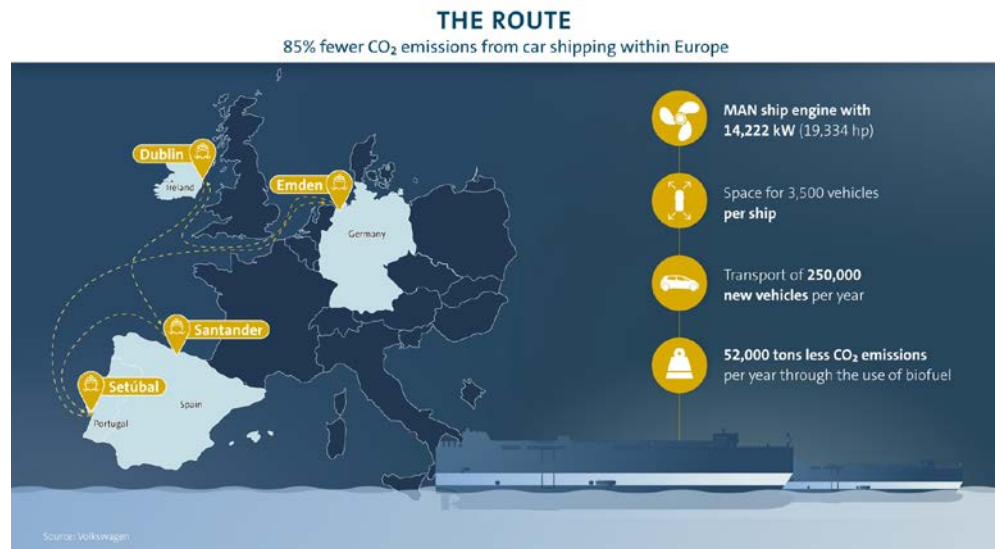 THE ROUTE
85% fewer CO₂ emissions from car shipping within Europe
Dublin
Ireland
Emden
Germany
Santander
Setúbal
Spain
Portugal
MAN ship engine with
14,222 kW (19,334 hp)
Space for 3,500 vehicles
per ship
Transport of 250,000
new vehicles per year
52,000 tons less CO₂ emissions
per year through the use of biofuel
Source: Volkswagen